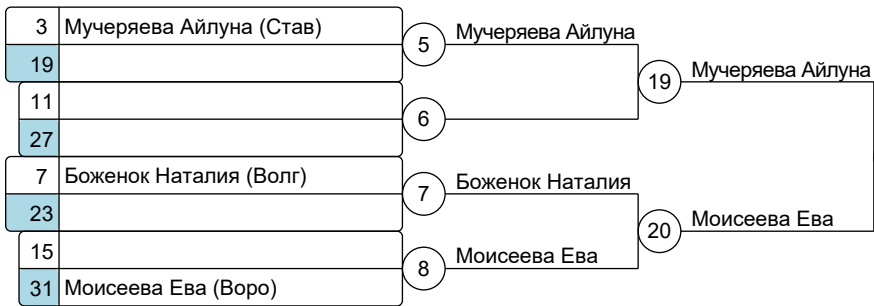 3 Мучеряева Айлуна (Став)
19
5 Мучеряева Айлуна
19 Мучеряева Айлуна
11
27
6
7 Боженок Наталия (Волг)
23
7 Боженок Наталия
20 Моисеева Ева
15
31 Моисеева Ева (Воро)
8 Моисеева Ева